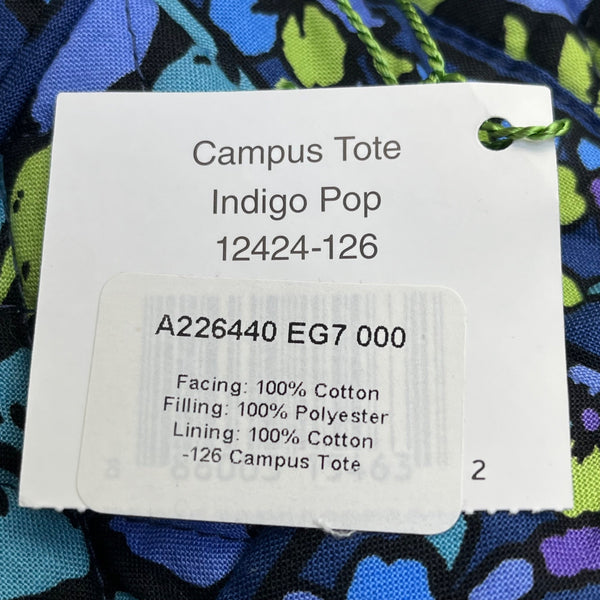 Campus Tote
Indigo Pop
12424-126
A226440 EG7 000
Facing: 100% Cotton
Filling: 100% Polyester
Lining: 100% Cotton
-126 Campus Tote
2